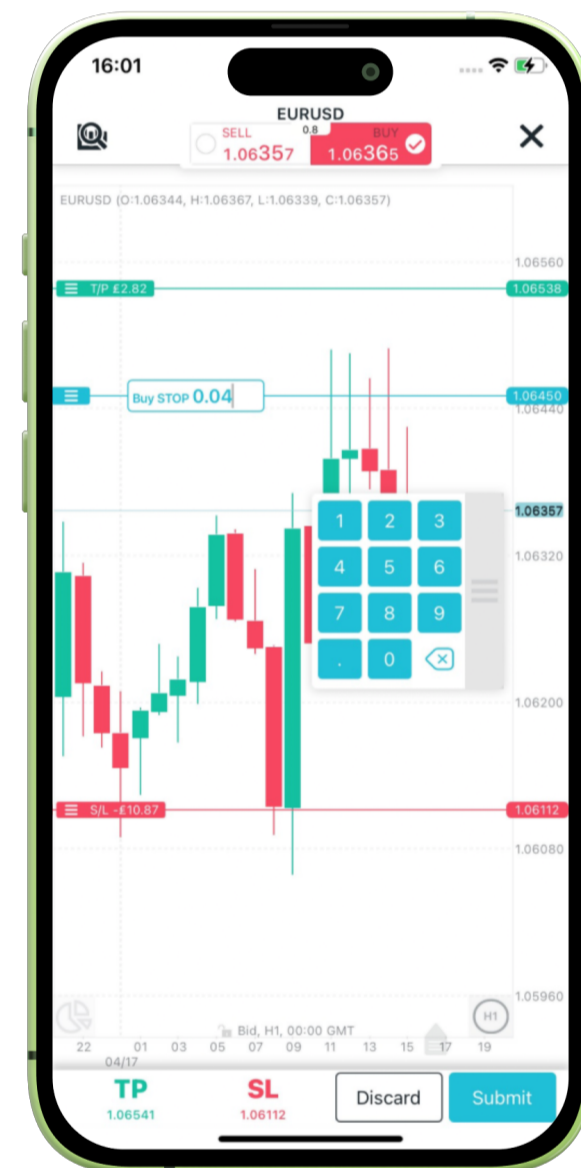 16:01
EURUSD
SELL
0.8
BUY
1.06357
1.06365
EURUSD (O:1.06344, H:1.06367, L:1.06339, C:1.06357)
1.06560
T/P £2.82
1.06538
Buy STOP 0.04
1.06450
1.06440
1.06357
1 2 3
1.06320
4 5 6
7 8 9
. 0
1.06200
S/L -£10.87
1.06112
1.06080
1.05960
H1
Bid, H1, 00:00 GMT
22 01 03 05 07 09 11 13 15 17 19
04/17
TP
SL
Discard
Submit
1.06541
1.06112